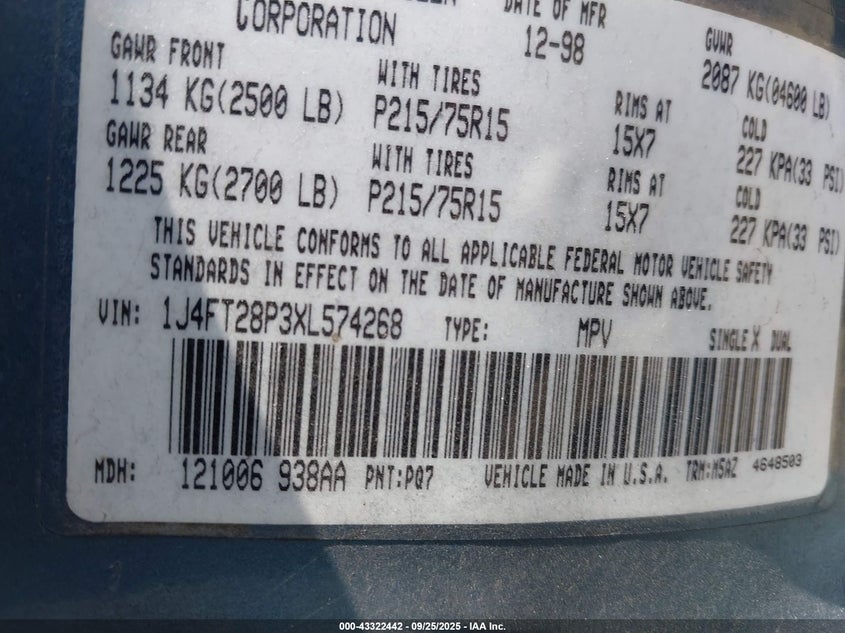 CORPORATION DATE OF MFR GVWR
12-98 2087 KG(04600 LB)
GAWR FRONT WITH TIRES RIMS AT COLD
1134 KG(2500 LB) P215/75R15 15X7 227 KPA(33 PSI)
GAWR REAR WITH TIRES RIMS AT COLD
1225 KG(2700 LB) P215/75R15 15X7 227 KPA(33 PSI)
THIS VEHICLE CONFORMS TO ALL APPLICABLE FEDERAL MOTOR VEHICLE SAFETY
STANDARDS IN EFFECT ON THE DATE OF MANUFACTURE SHOWN ABOVE.
VIN: 1J4FT28P3XL574268 TYPE: MPV SINGLE X DUAL
MDH: 121006 938AA PNT:PQ7 VEHICLE MADE IN U.S.A. TRM:M5AZ 4648503
000-43322442 - 09/25/2025 - IAA Inc.